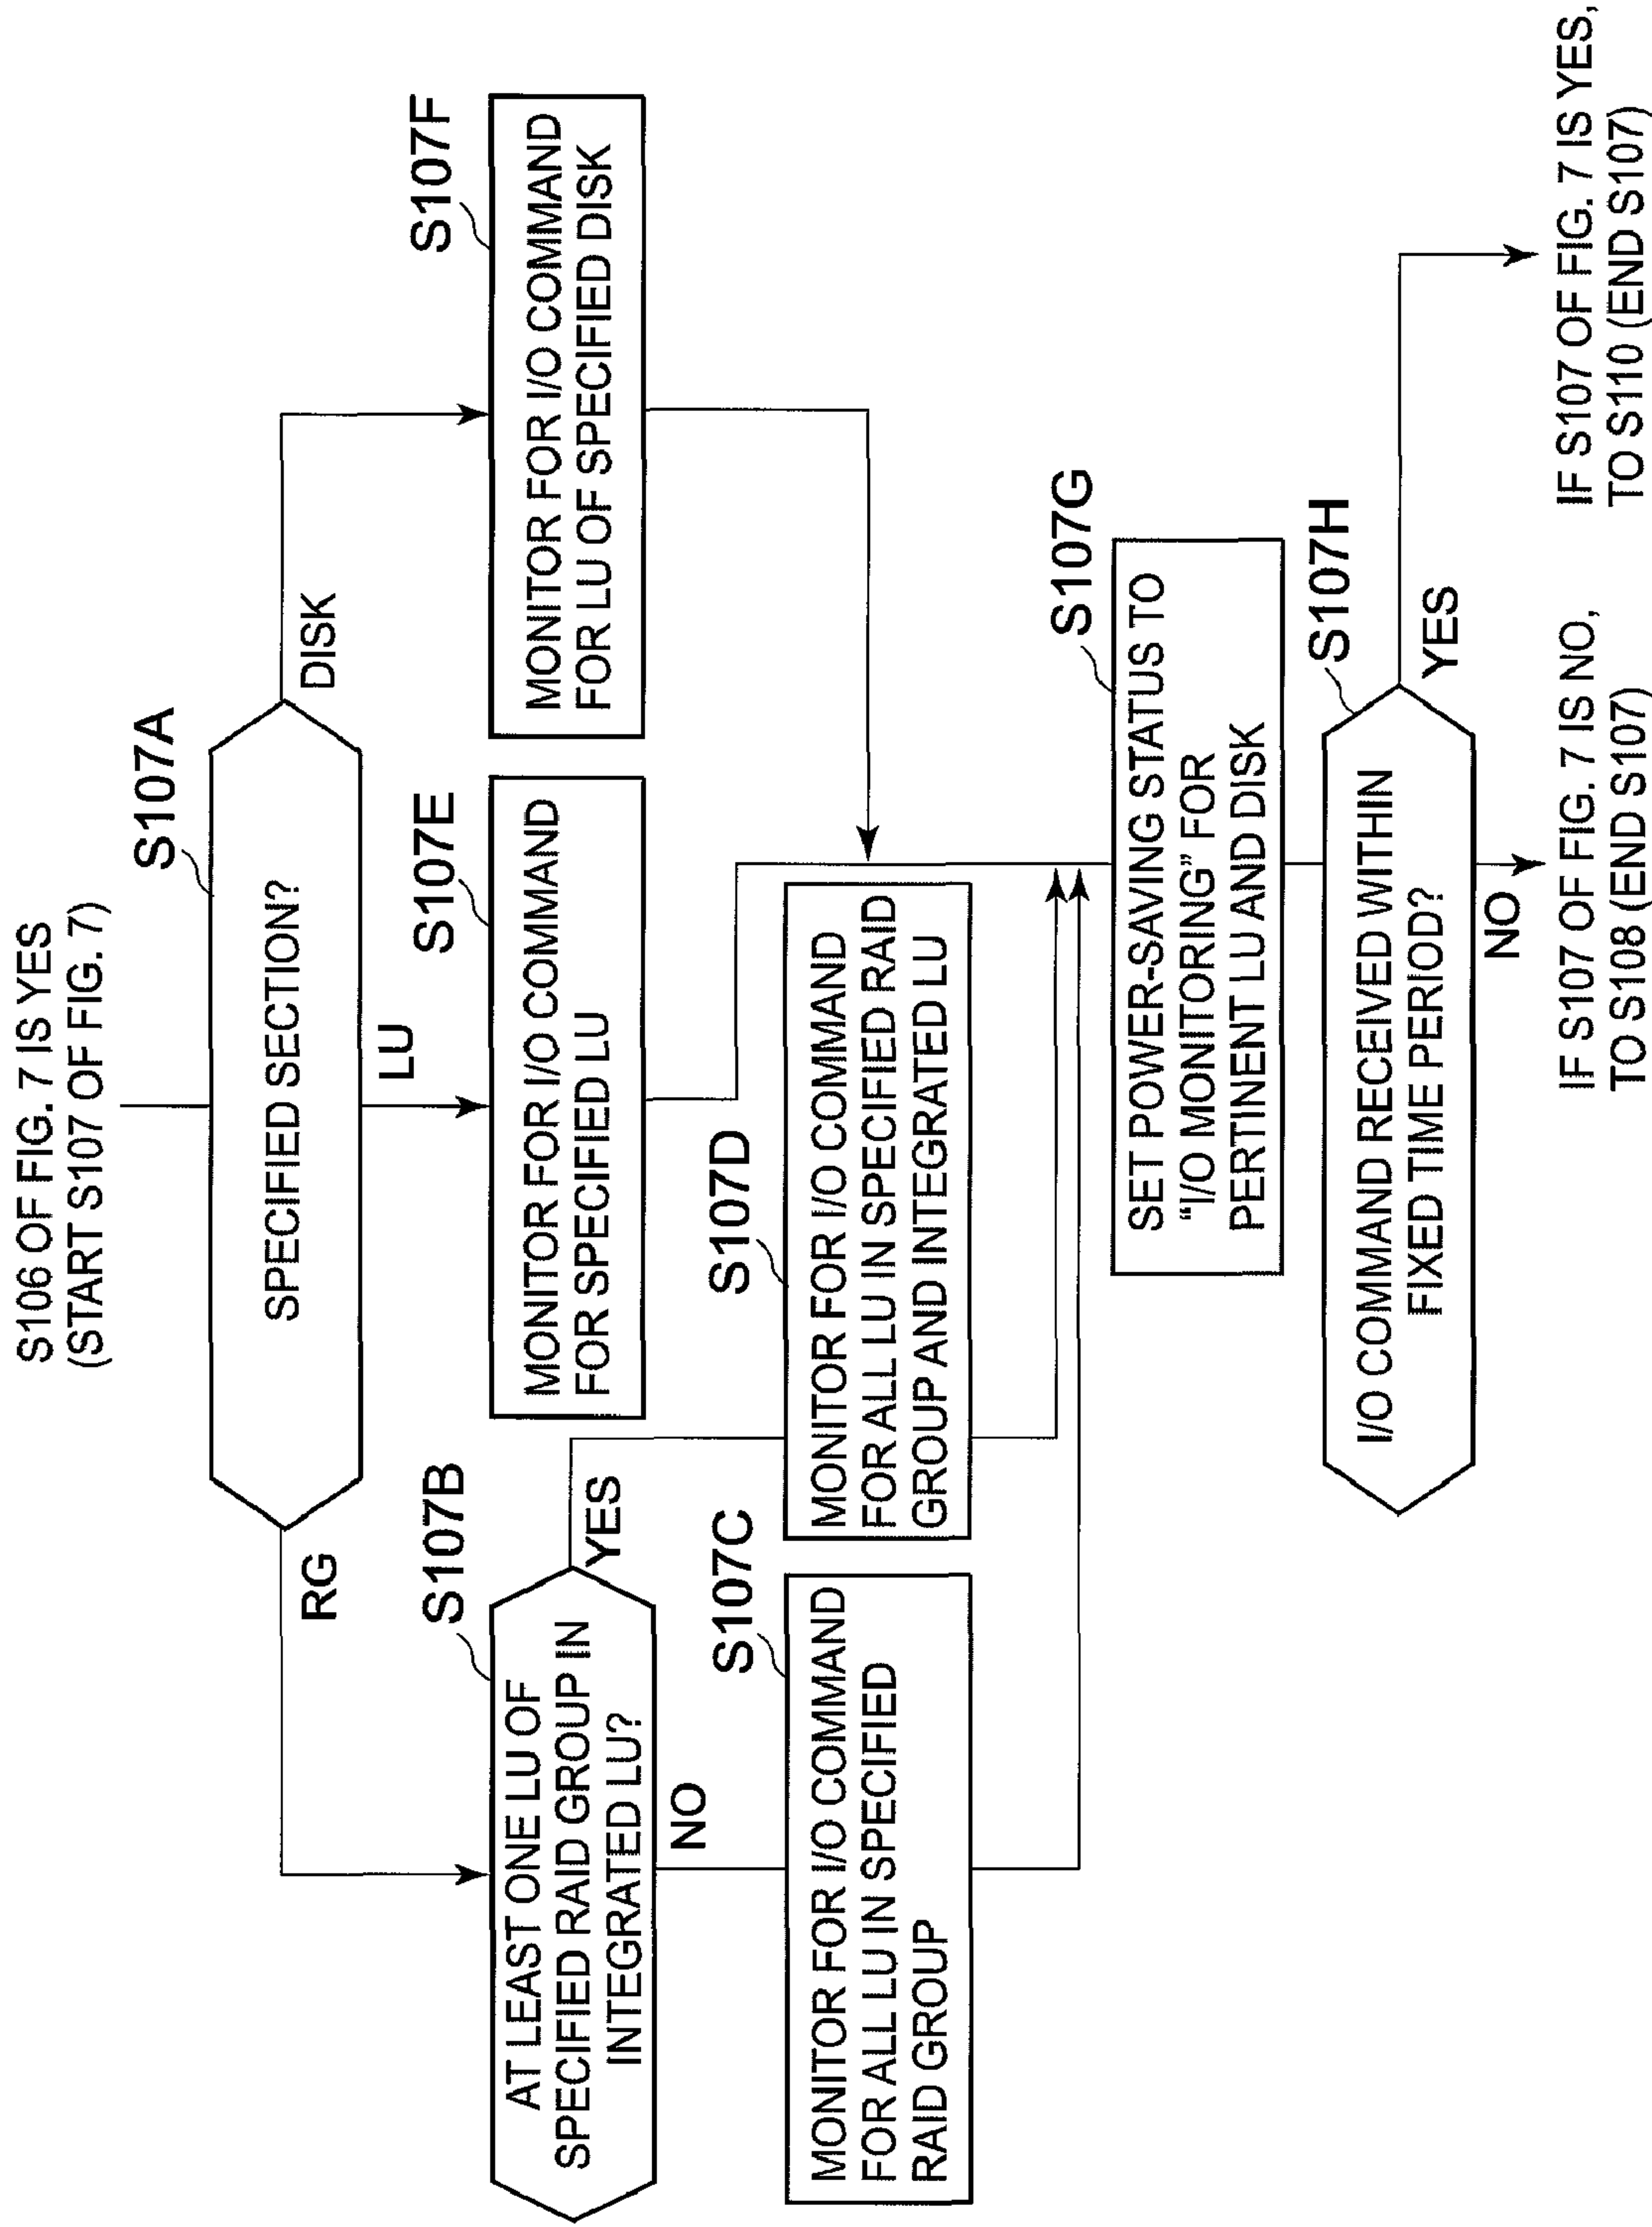 S106 OF FIG. 7 IS YES
(START S107 OF FIG. 7)
S107A
SPECIFIED SECTION?
RG
LU
DISK
S107B
AT LEAST ONE LU OF
SPECIFIED RAID GROUP IN
INTEGRATED LU?
YES
NO
S107E
MONITOR FOR I/O COMMAND
FOR SPECIFIED LU
S107F
MONITOR FOR I/O COMMAND
FOR LU OF SPECIFIED DISK
S107C
MONITOR FOR I/O COMMAND
FOR ALL LU IN SPECIFIED
RAID GROUP
S107D
MONITOR FOR I/O COMMAND
FOR ALL LU IN SPECIFIED RAID
GROUP AND INTEGRATED LU
S107G
SET POWER-SAVING STATUS TO
“I/O MONITORING” FOR
PERTINENT LU AND DISK
S107H
I/O COMMAND RECEIVED WITHIN
FIXED TIME PERIOD?
YES
NO
IF S107 OF FIG. 7 IS NO,
TO S108 (END S107)
IF S107 OF FIG. 7 IS YES,
TO S110 (END S107)